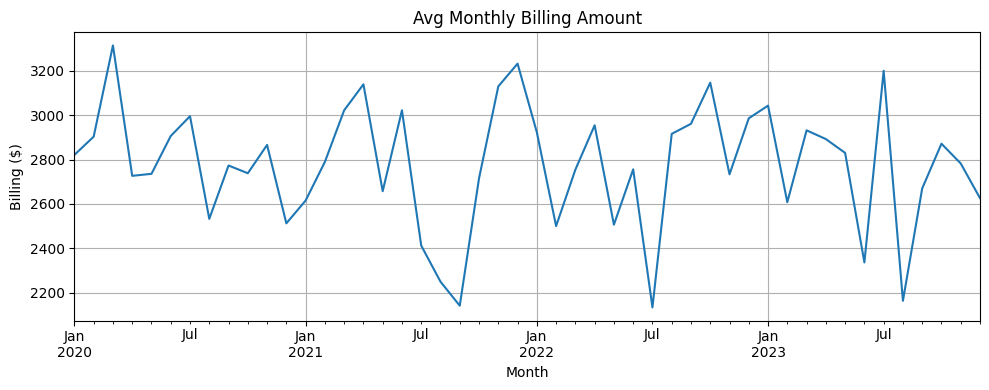 Avg Monthly Billing Amount
Billing ($)
3200
3000
2800
2600
2400
2200
Jan Jul Jan Jul Jan Jul Jan Jul
2020 2021 2022 2023
Month